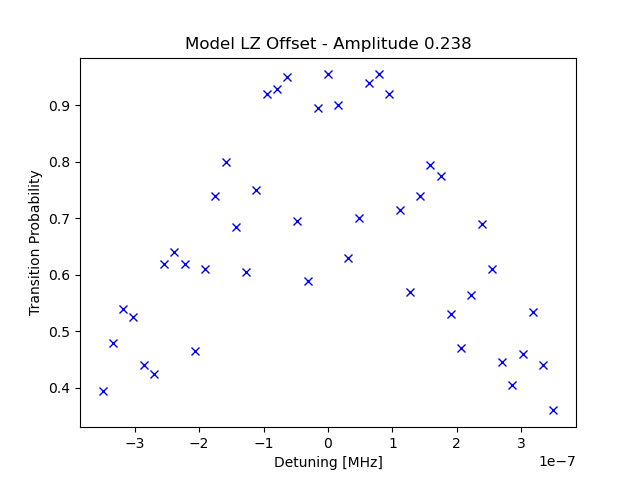 Model LZ Offset - Amplitude 0.238
Transition Probability
0.9
0.8
0.7
0.6
0.5
0.4
−3 −2 −1 0 1 2 3
1e−7
Detuning [MHz]